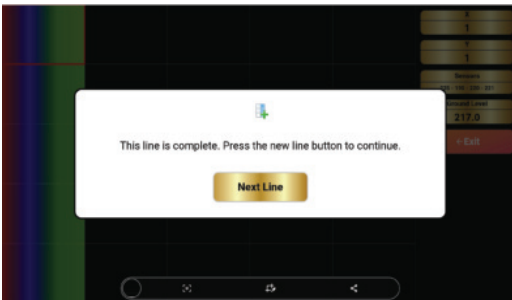 X
1
Y
1
Sensors
Ground Level
217.0
This line is complete. Press the new line button to continue.
Exit
Next Line